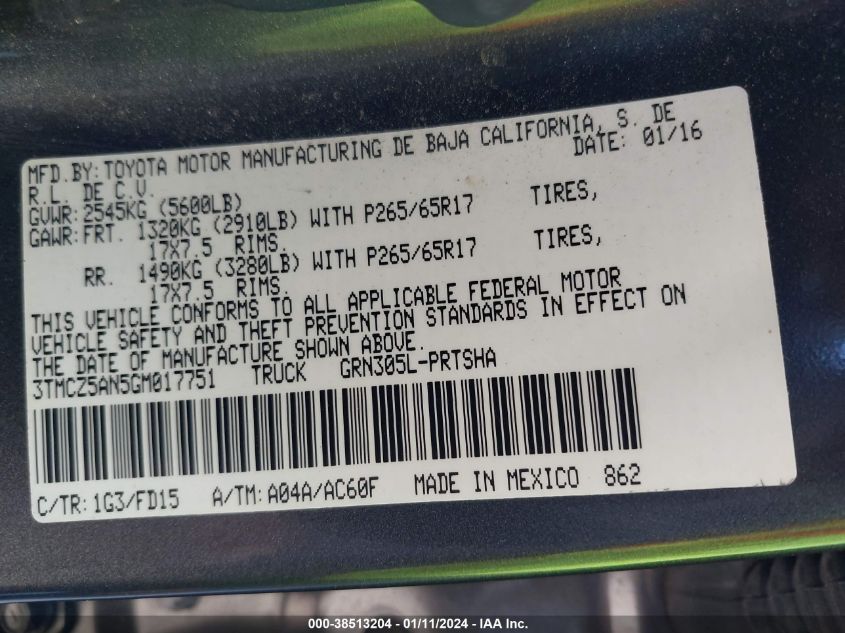 MFD.BY: TOYOTA MOTOR MANUFACTURING DE BAJA CALIFORNIA, S. DE
R.L. DE C.V. DATE: 01/16
GVWR: 2545KG (5600LB)
GAWR: FRT. 1320KG (2910LB) WITH P265/65R17 TIRES,
17X7.5 RIMS.
RR. 1490KG (3280LB) WITH P265/65R17 TIRES,
17X7.5 RIMS.
THIS VEHICLE CONFORMS TO ALL APPLICABLE FEDERAL MOTOR
VEHICLE SAFETY AND THEFT PREVENTION STANDARDS IN EFFECT ON
THE DATE OF MANUFACTURE SHOWN ABOVE.
3TMCZ5AN5GM017751 TRUCK GRN305L-PRTSHA
C/TR: 1G3/FD15 A/TM: A04A/AC60F MADE IN MEXICO 862
000-38513204 - 01/11/2024 - IAA Inc.